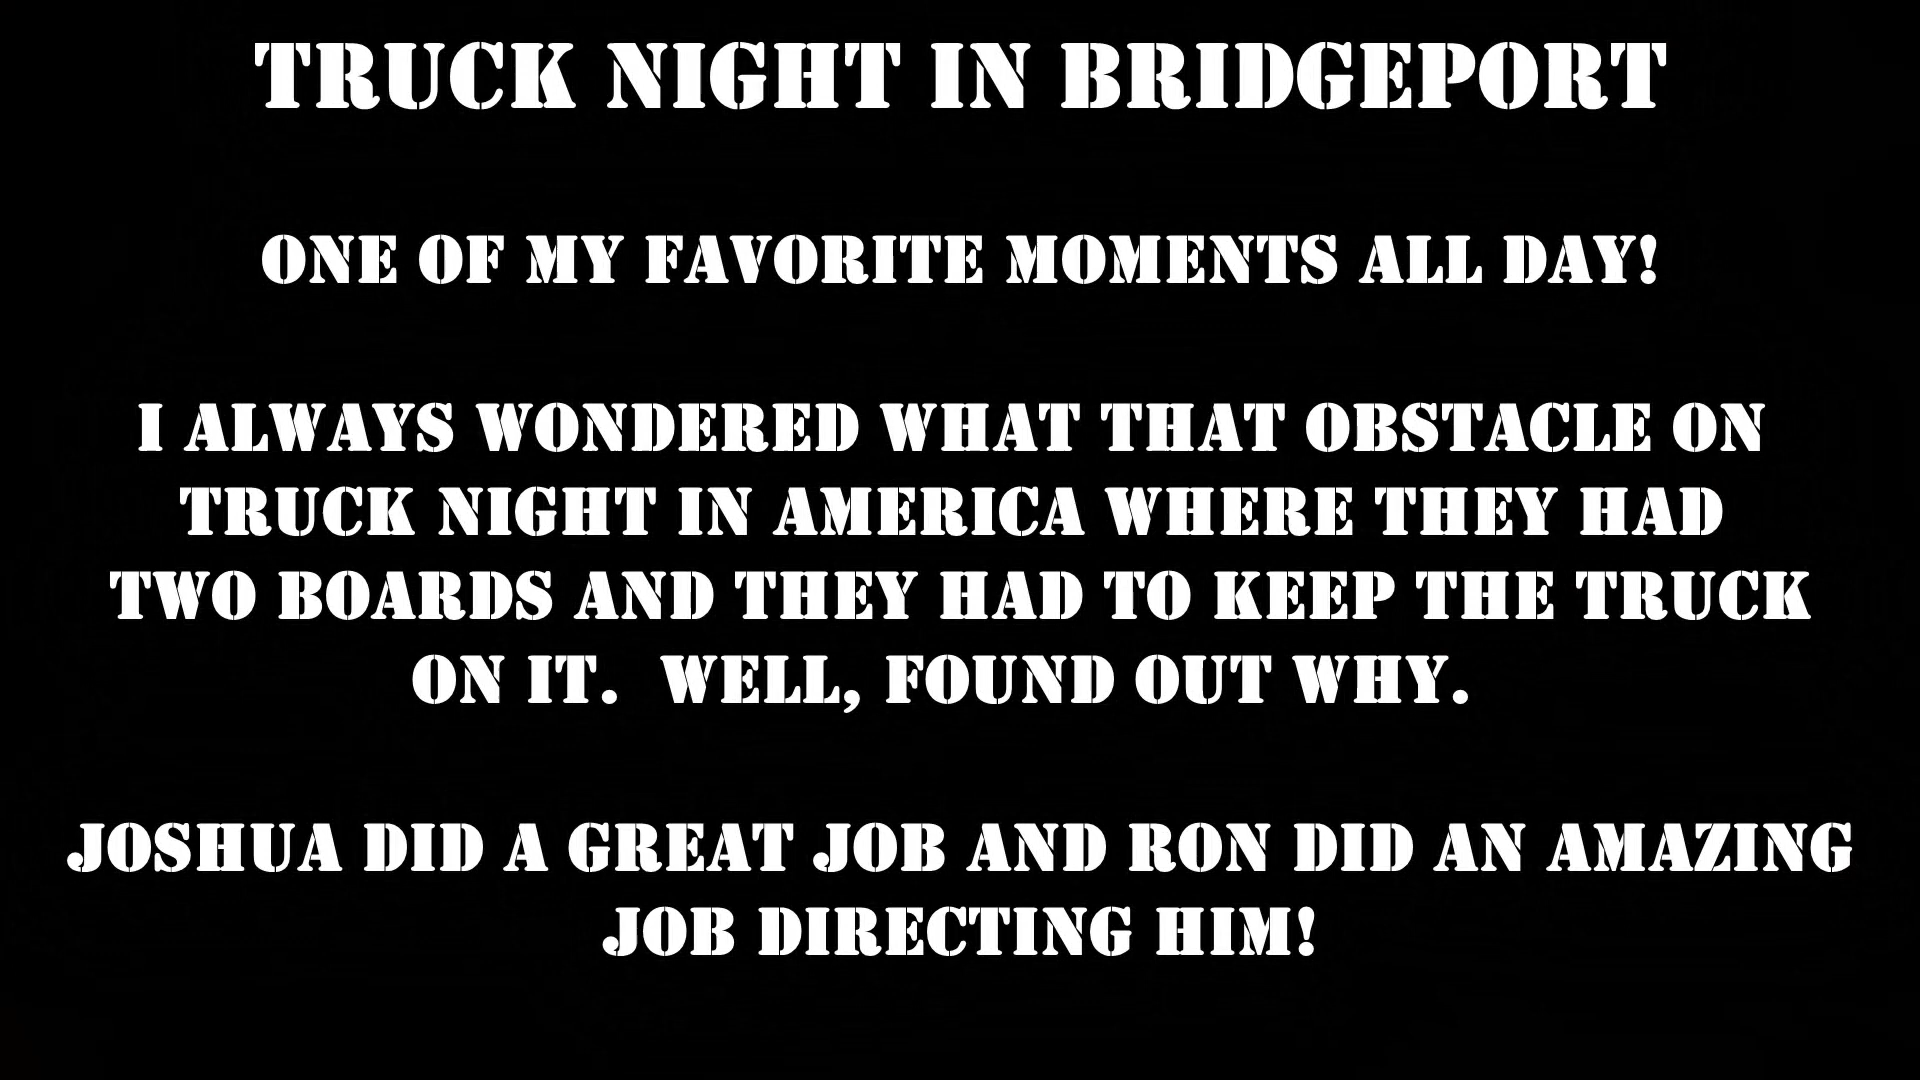 TRUCK NIGHT IN BRIDGEPORT
ONE OF MY FAVORITE MOMENTS ALL DAY!
I ALWAYS WONDERED WHAT THAT OBSTACLE ON
TRUCK NIGHT IN AMERICA WHERE THEY HAD
TWO BOARDS AND THEY HAD TO KEEP THE TRUCK
ON IT.  WELL, FOUND OUT WHY.
JOSHUA DID A GREAT JOB AND RON DID AN AMAZING
JOB DIRECTING HIM!